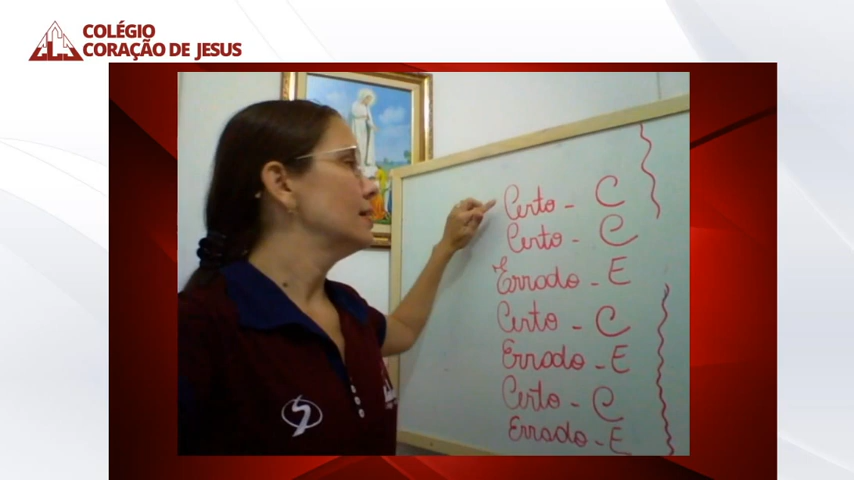 COLÉGIO
CORAÇÃO DE JESUS
Certo - C
Certo - C
Errado - E
Certo - C
Errado - E
Certo - C
Errado - E